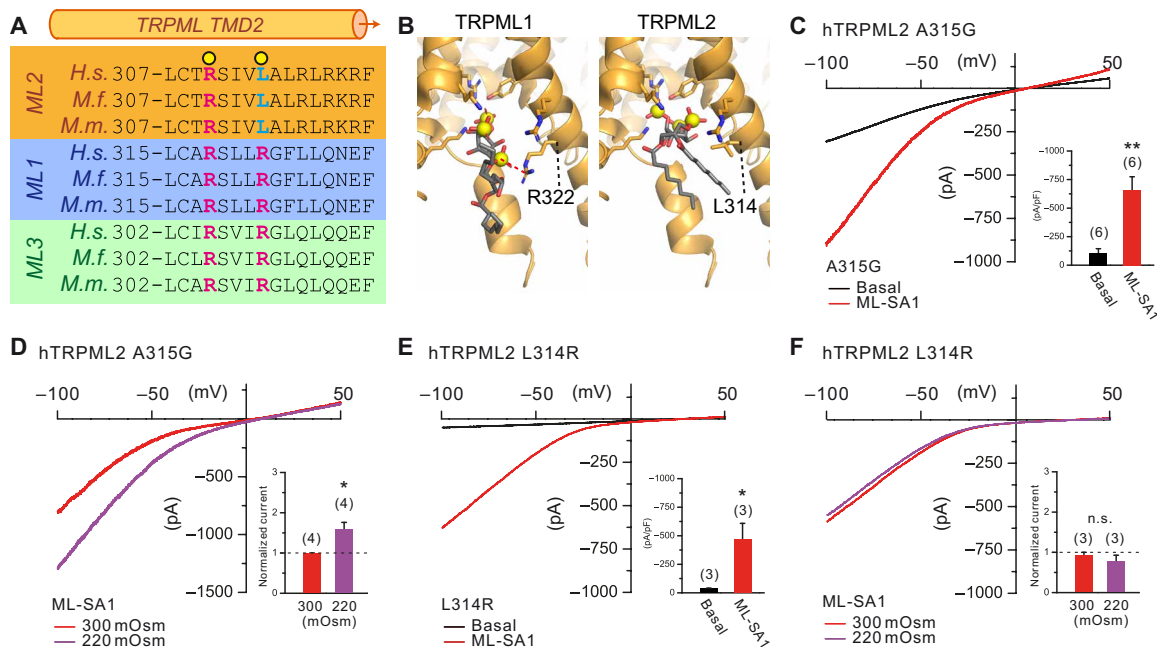 A
TRPML TMD2
ML2
H.s. 307-LCTRSIVLALRLRKRF
M.f. 307-LCTRSIVLALRLRKRF
M.m. 307-LCTRSIVLALRLRKRF
ML1
H.s. 315-LCARSLLRGFLLQNEF
M.f. 315-LCARSLLRGFLLQNEF
M.m. 315-LCARSLLRGFLLQNEF
ML3
H.s. 302-LCIRSVIRGLQLQQEF
M.f. 302-LCLRSVIRGLQLQQEF
M.m. 302-LCARSVIRGLQLQQEF
B
TRPML1
TRPML2
R322
L314
C
hTRPML2 A315G
−100
−50
(mV)
50
−250
−500
−750
−1000
(pA)
A315G
Basal
ML-SA1
−1000
−750
−500
−250
0
(pA/pF)
(6)
**
(6)
Basal
ML-SA1
D
hTRPML2 A315G
−100
−50
(mV)
50
−500
−1000
−1500
(pA)
ML-SA1
300 mOsm
220 mOsm
3
2
1
0
Normalized current
(4)
*
(4)
300
220
(mOsm)
E
hTRPML2 L314R
−100
−50
(mV)
50
−250
−500
−750
−1000
(pA)
L314R
Basal
ML-SA1
−1000
−750
−500
−250
0
(pA/pF)
(3)
*
(3)
Basal
ML-SA1
F
hTRPML2 L314R
−100
−50
(mV)
50
−250
−500
−750
−1000
(pA)
ML-SA1
300 mOsm
220 mOsm
3
2
1
0
Normalized current
n.s.
(3)
(3)
300
220
(mOsm)